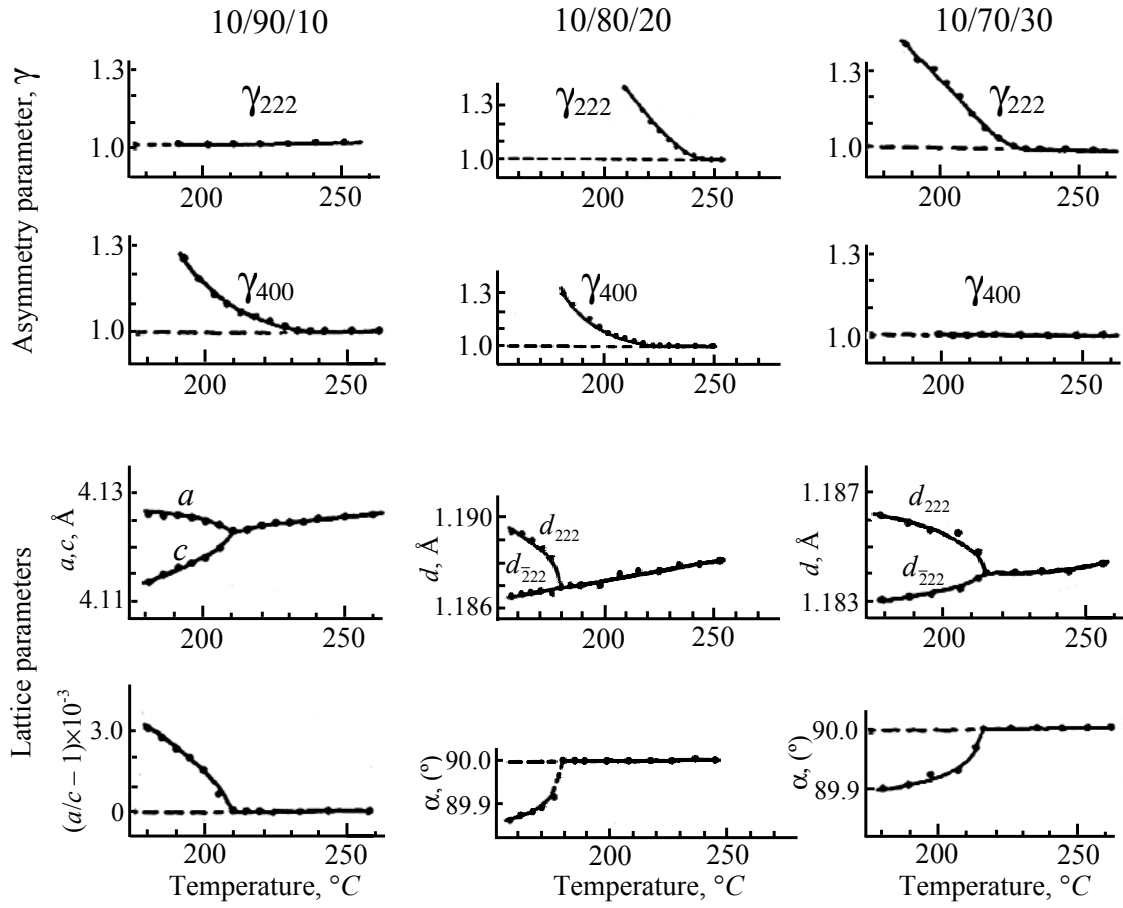 10/90/10 10/80/20 10/70/30
Asymmetry parameter, γ
1.3
1.0
γ222
200 250
1.3
1.0
γ222
200 250
1.3
1.0
γ222
200 250
1.3
1.0
γ400
200 250
1.3
1.0
γ400
200 250
1.3
1.0
γ400
200 250
Lattice parameters
a,c, Å
4.13
4.11
a
c
200 250
d, Å
1.190
1.186
d222
d2̄22
200 250
d, Å
1.187
1.183
d222
d2̄22
200 250
(a/c − 1)×10⁻³
3.0
0
200 250
Temperature, °C
α, (º)
90.0
89.9
200 250
Temperature, °C
α, (º)
90.0
89.9
200 250
Temperature, °C